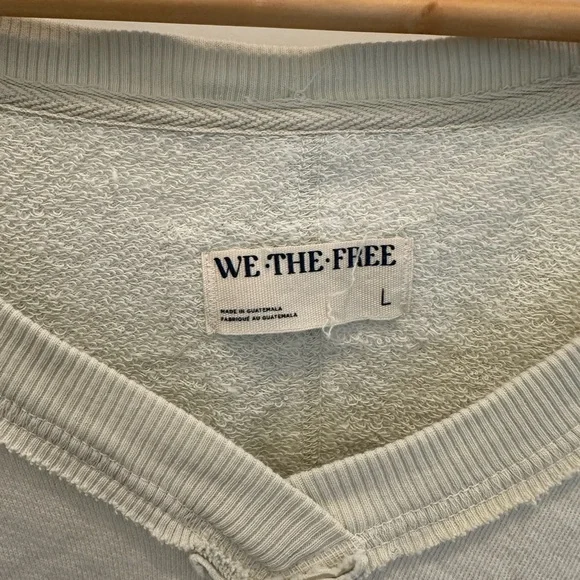 WE·THE·FREE
L
MADE IN GUATEMALA
FABRIQUÉ AU GUATEMALA